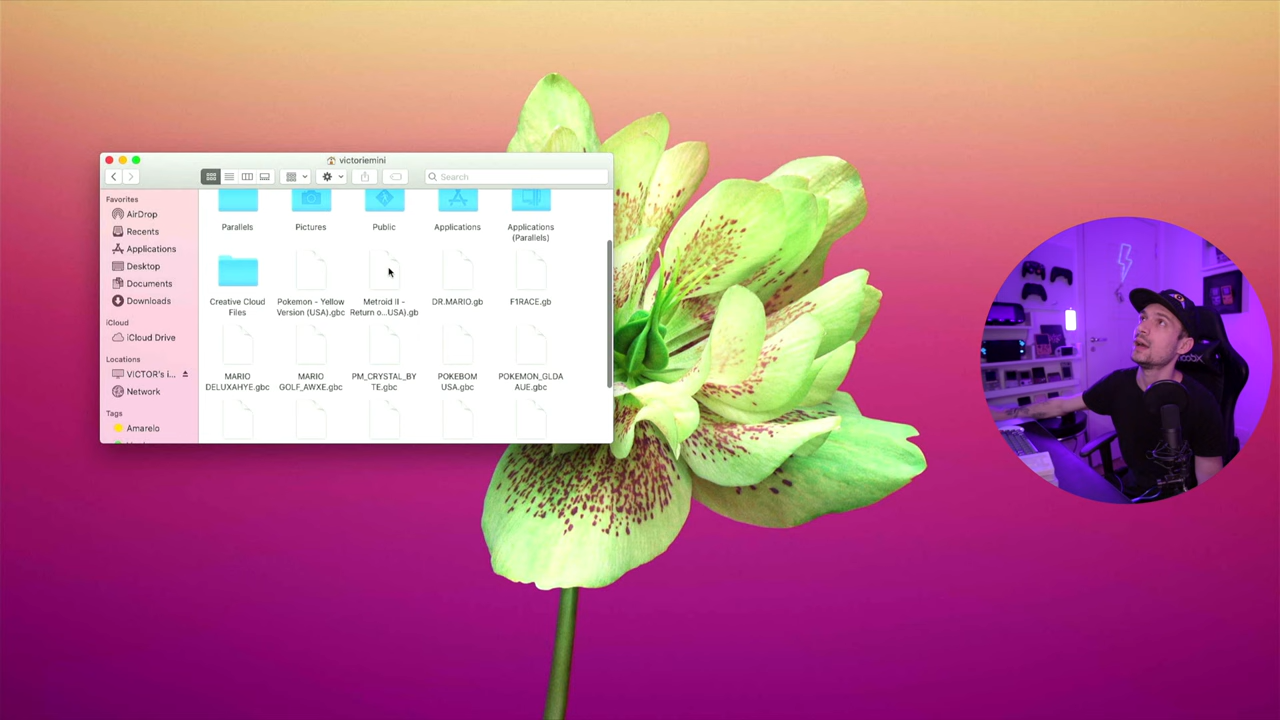 victoriemini
Search
Favorites
AirDrop
Recents
Applications
Desktop
Documents
Downloads
iCloud
iCloud Drive
Locations
VICTOR's i...
Network
Tags
Amarelo
Parallels
Pictures
Public
Applications
Applications
(Parallels)
Creative Cloud
Files
Pokemon - Yellow
Version (USA).gbc
Metroid II -
Return o...USA).gb
DR.MARIO.gb
F1RACE.gb
MARIO
DELUXAHYE.gbc
MARIO
GOLF_AWXE.gbc
PM_CRYSTAL_BY
TE.gbc
POKEBOM
USA.gbc
POKEMON_GLDA
AUE.gbc